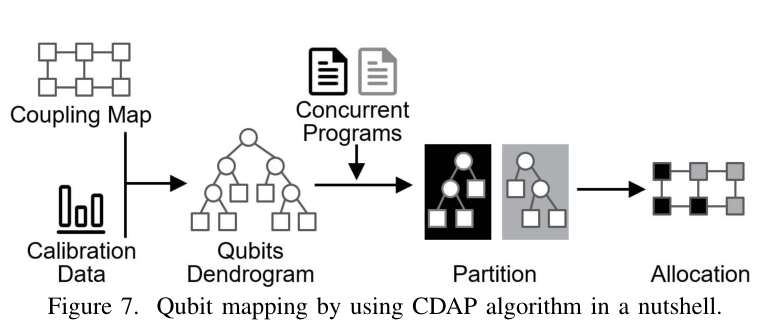 Coupling Map
Calibration
Data
Qubits
Dendrogram
Concurrent
Programs
Partition
Allocation
Figure 7. Qubit mapping by using CDAP algorithm in a nutshell.